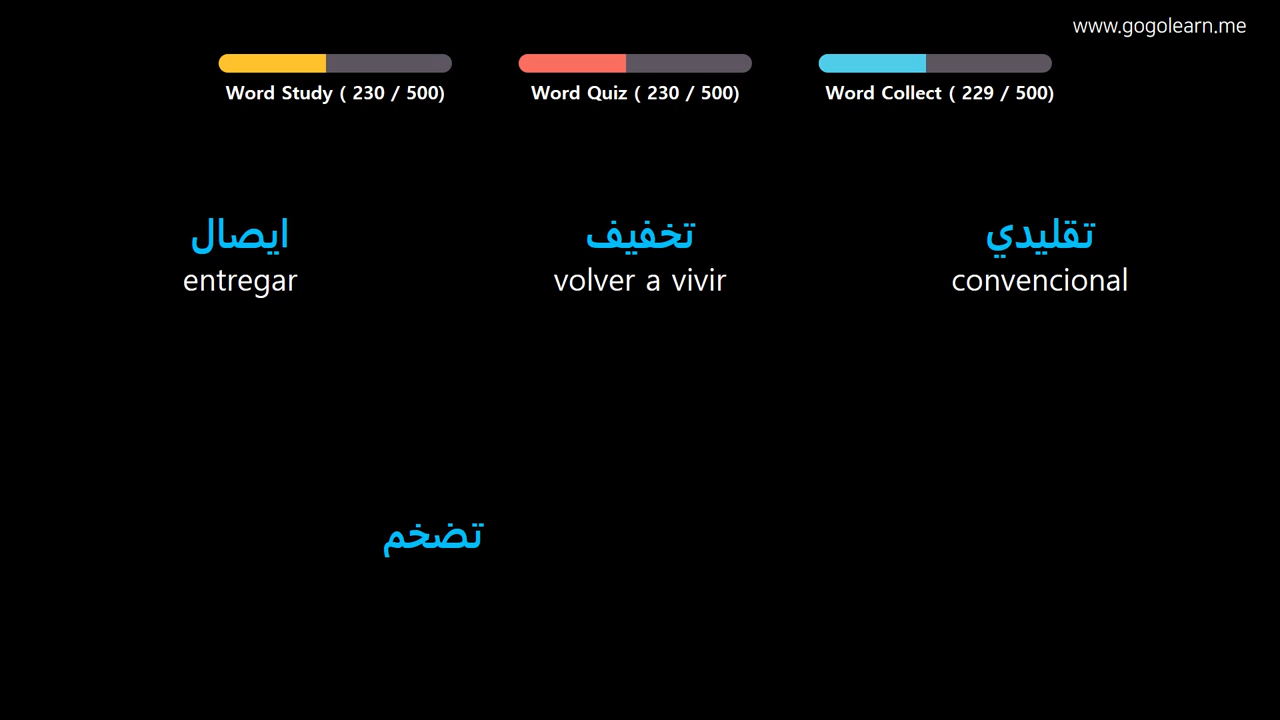 www.gogolearn.me
Word Study ( 230 / 500)
Word Quiz ( 230 / 500)
Word Collect ( 229 / 500)
ايصال
entregar
تخفيف
volver a vivir
تقليدي
convencional
تضخم